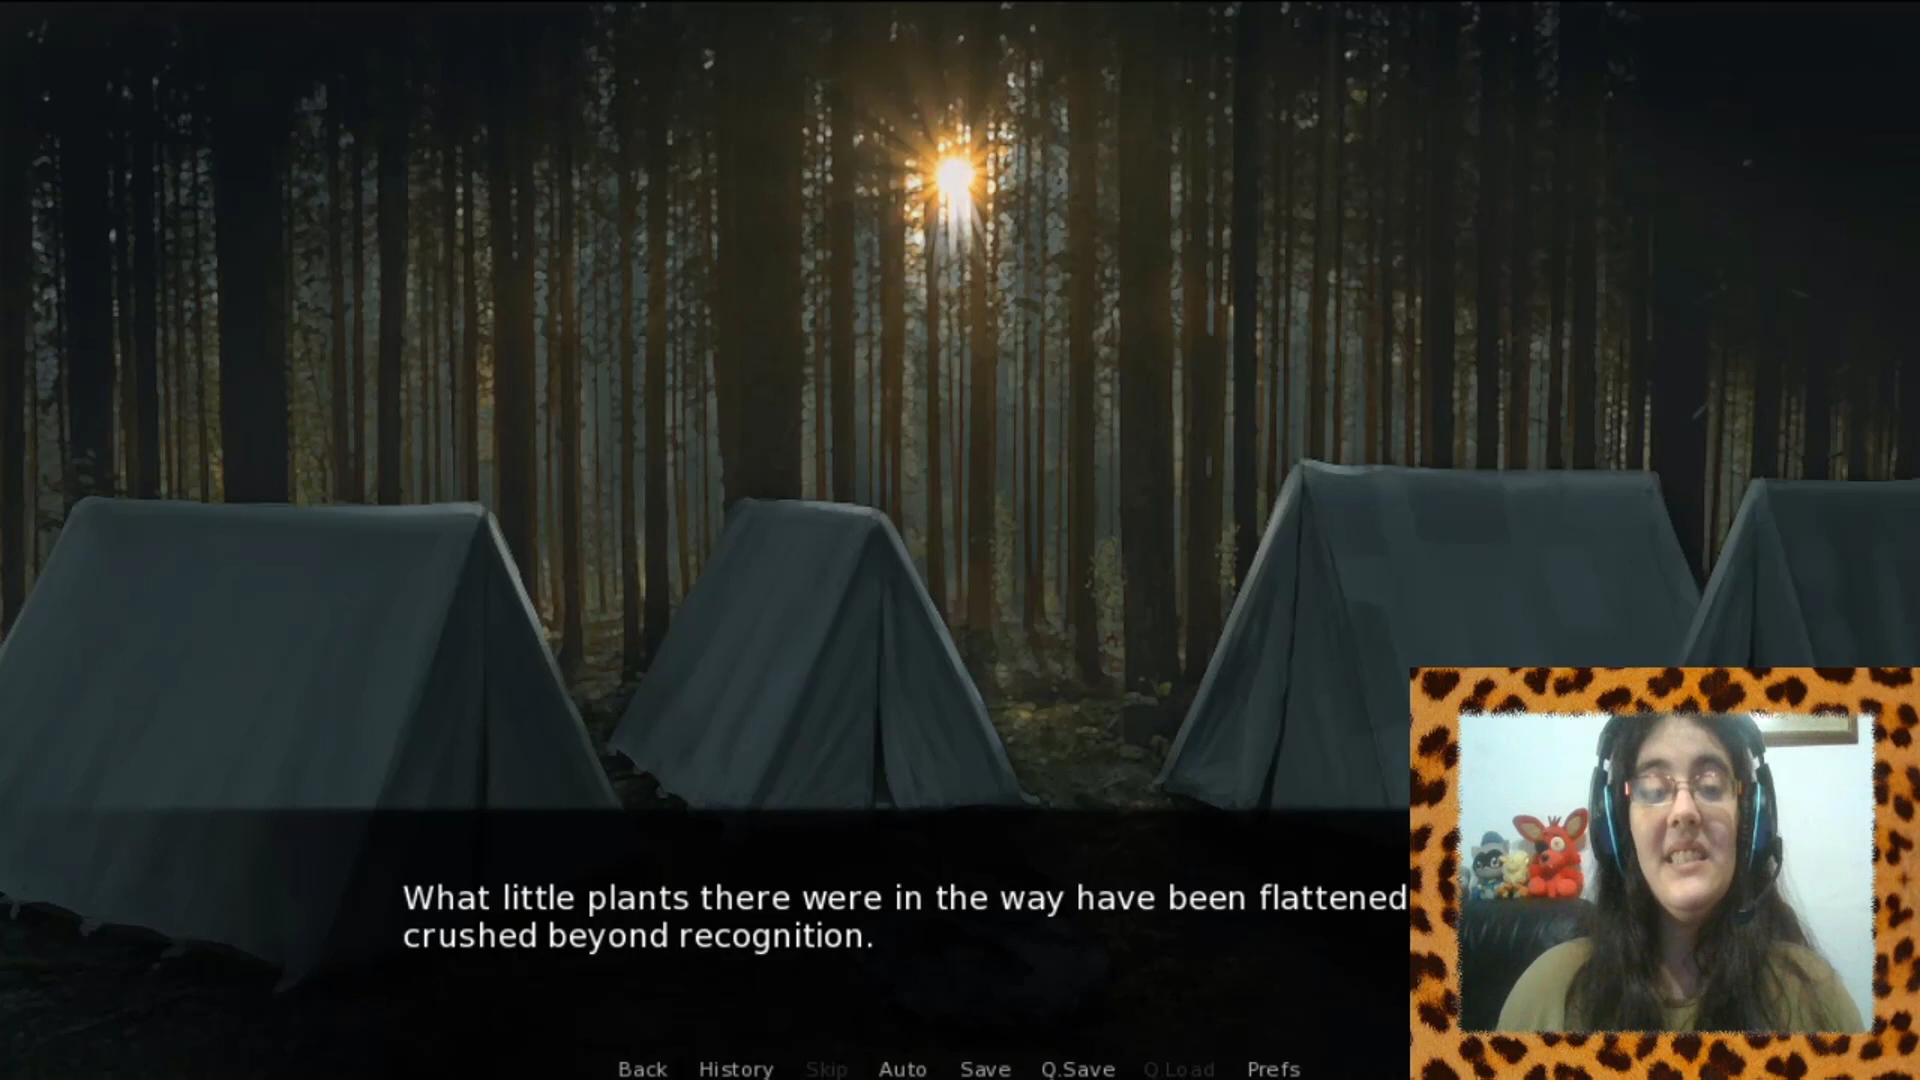 What little plants there were in the way have been flattened
crushed beyond recognition.
Back History Skip Auto Save Q.Save Q.Load Prefs